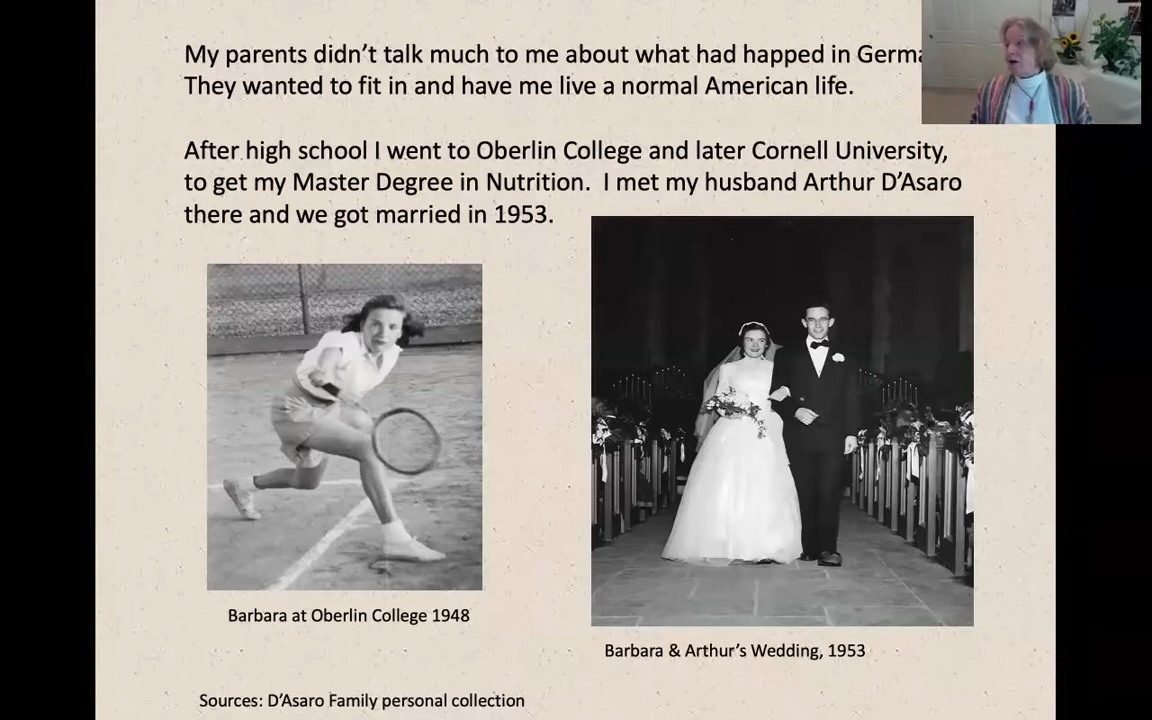 My parents didn’t talk much to me about what had happed in Germa
They wanted to fit in and have me live a normal American life.
After high school I went to Oberlin College and later Cornell University,
to get my Master Degree in Nutrition.  I met my husband Arthur D’Asaro
there and we got married in 1953.
Barbara at Oberlin College 1948
Barbara & Arthur’s Wedding, 1953
Sources: D’Asaro Family personal collection